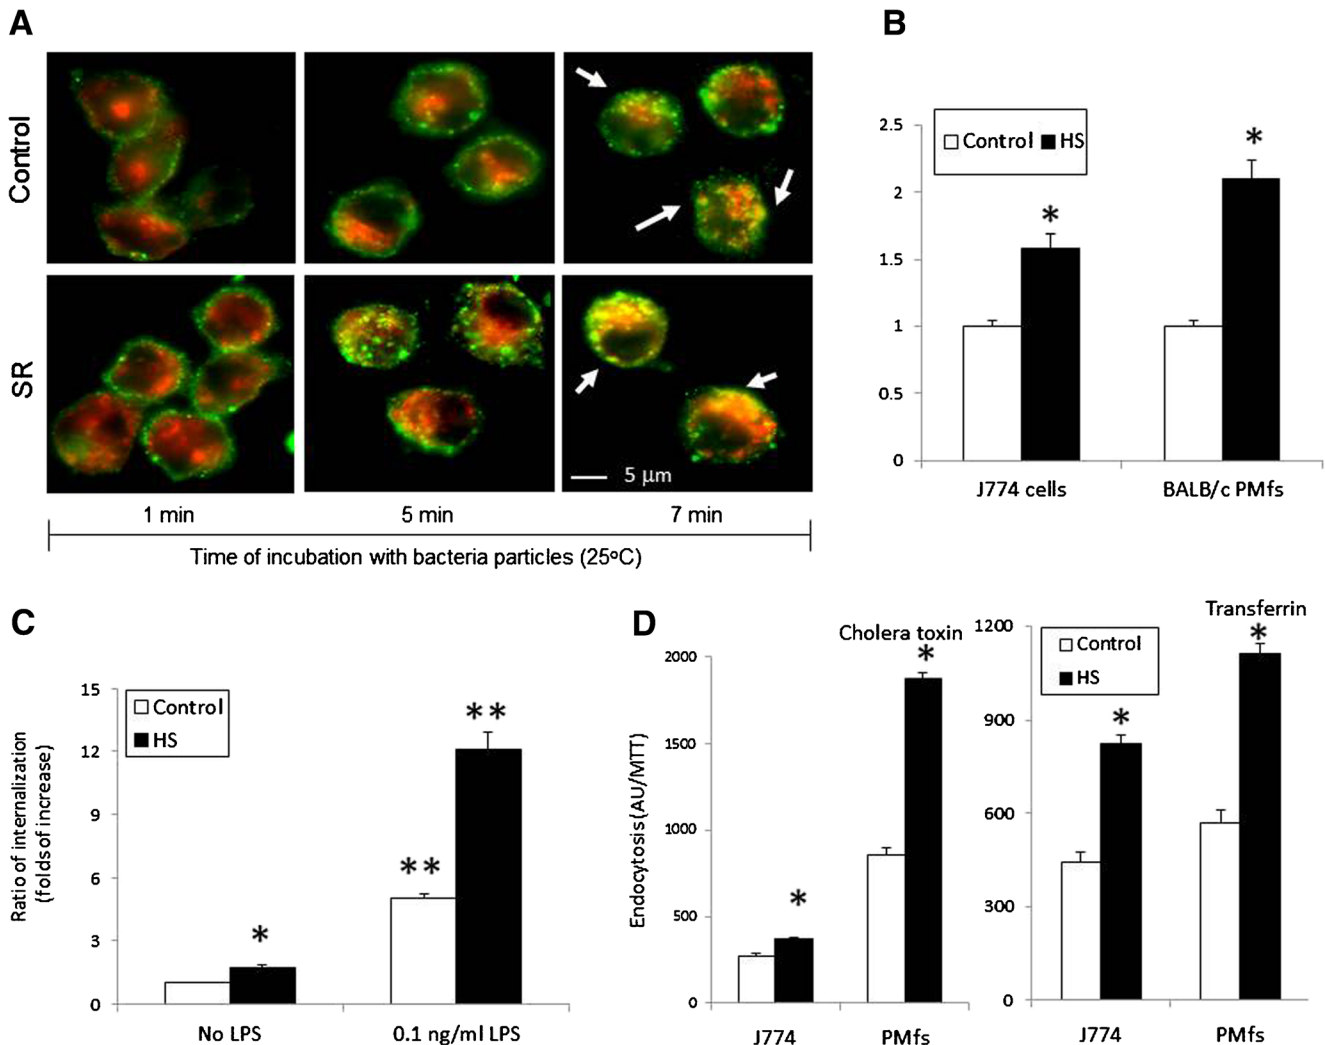 A
Control
SR
5 µm
1 min
5 min
7 min
Time of incubation with bacteria particles (25ºC)
B
Control
HS
2.5
2
1.5
1
0.5
0
*
*
J774 cells
BALB/c PMfs
C
Ratio of internalization
(folds of increase)
15
12
9
6
3
0
Control
HS
*
**
**
No LPS
0.1 ng/ml LPS
D
Endocytosis (AU/MTT)
Cholera toxin
2000
1500
1000
500
0
*
*
J774
PMfs
Transferrin
1200
900
600
300
0
Control
HS
*
*
J774
PMfs